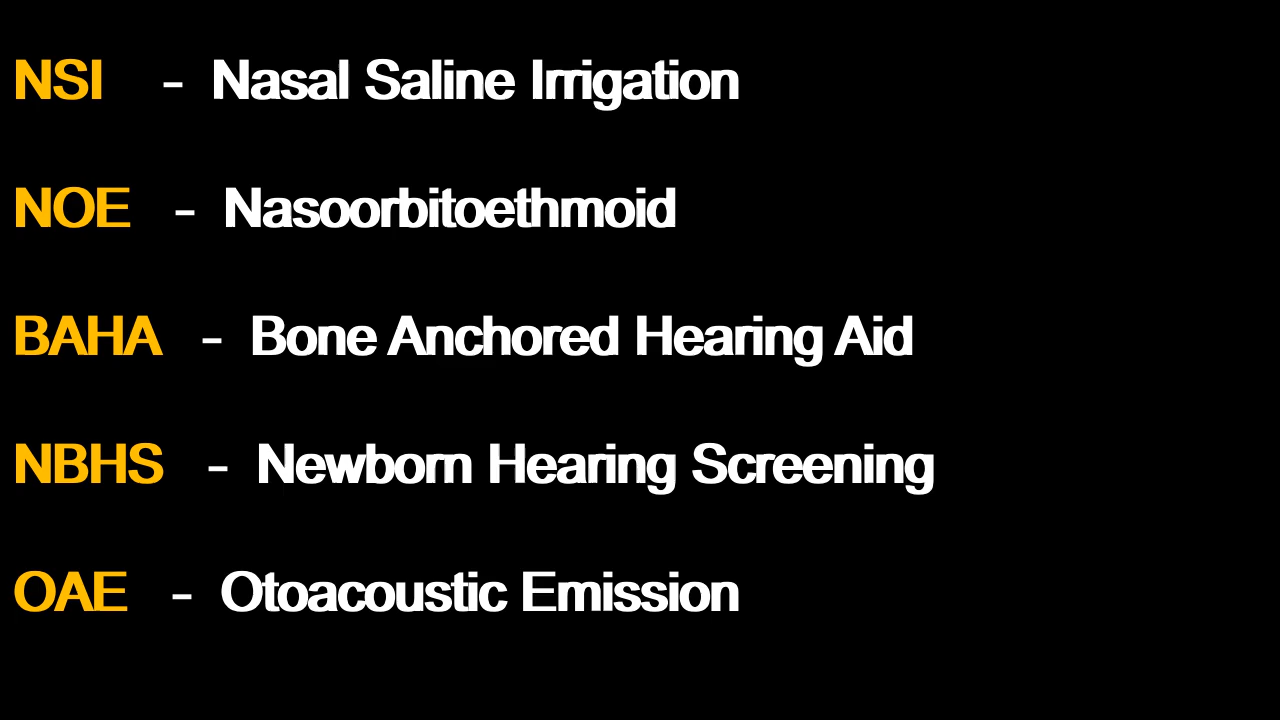 NSI - Nasal Saline Irrigation
NOE - Nasoorbitoethmoid
BAHA - Bone Anchored Hearing Aid
NBHS - Newborn Hearing Screening
OAE - Otoacoustic Emission